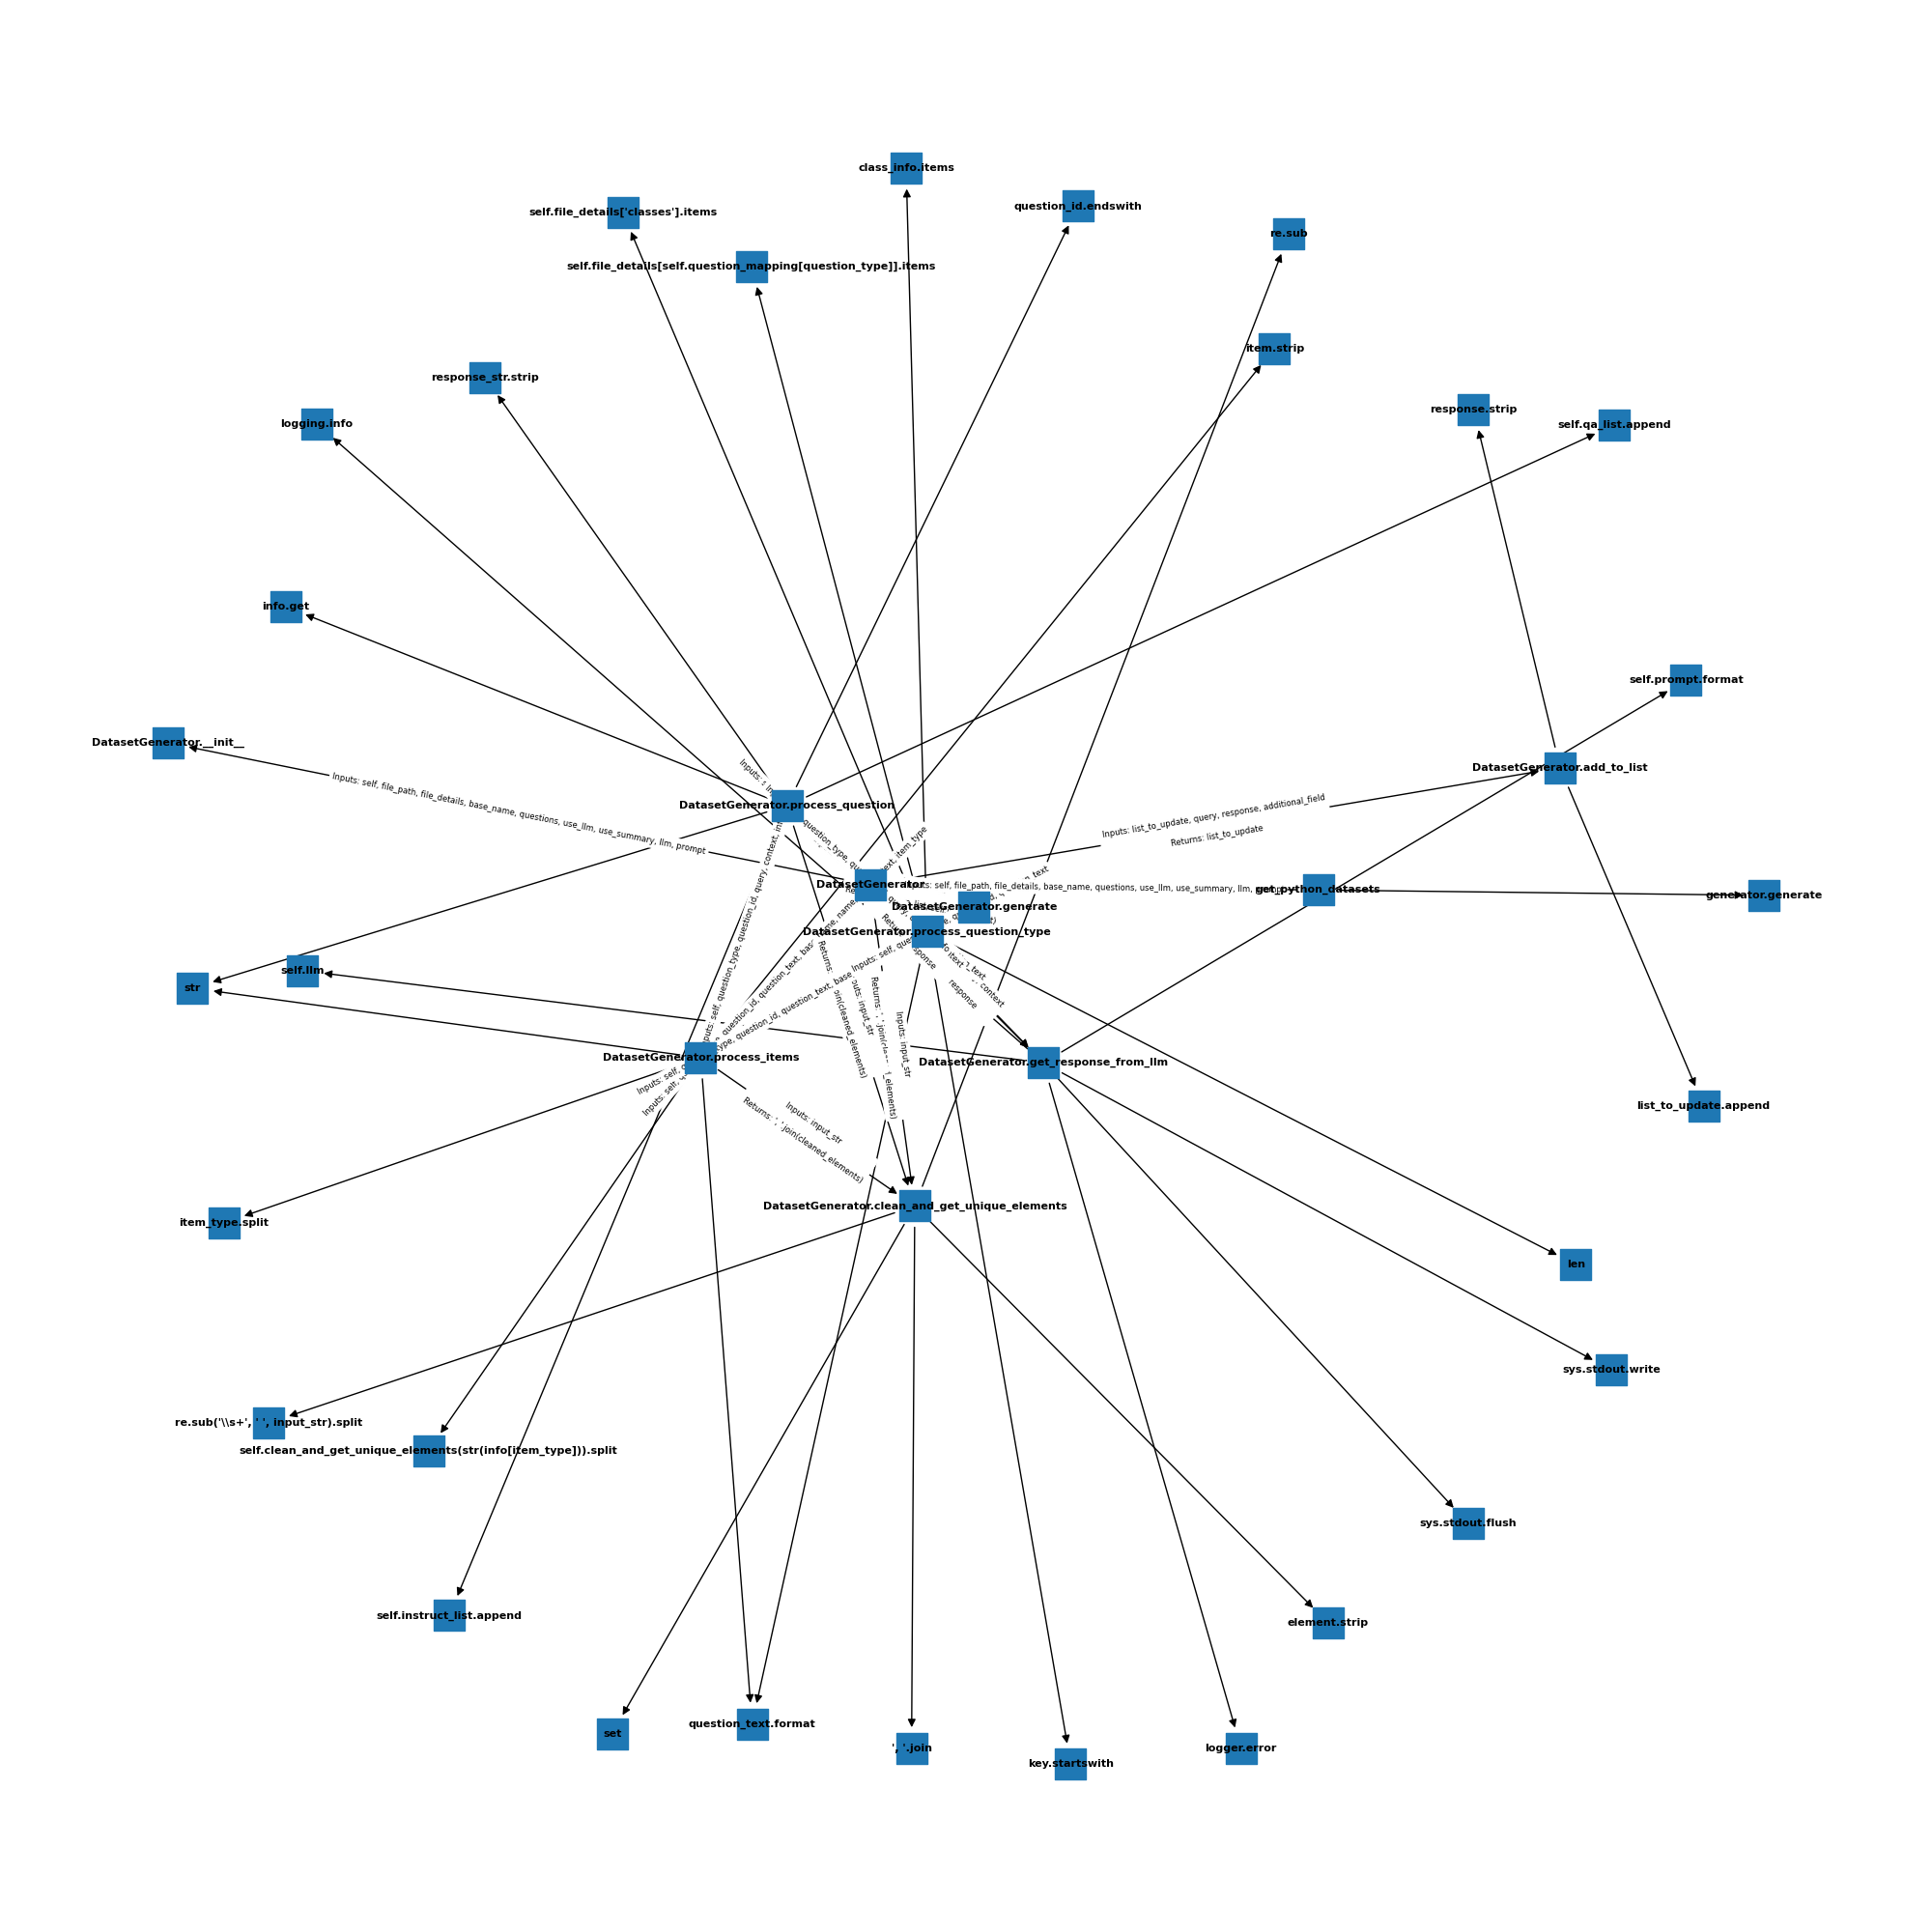 class_info.items
question_id.endswith
self.file_details['classes'].items
re.sub
self.file_details[self.question_mapping[question_type]].items
item.strip
response_str.strip
response.strip
logging.info
self.qa_list.append
info.get
self.prompt.format
DatasetGenerator.__init__
Inputs: self, file_path, file_details, base_name, questions, use_llm, use_summary, llm, prompt
DatasetGenerator.add_to_list
DatasetGenerator.process_question
Inputs: list_to_update, query, response, additional_field
Returns: list_to_update
DatasetGenerator
Inputs: self, file_path, file_details, base_name, questions, use_llm, use_summary, llm,
get_python_datasets
generator.generate
DatasetGenerator.generate
DatasetGenerator.process_question_type
self.llm
str
DatasetGenerator.process_items
DatasetGenerator.get_response_from_llm
Inputs: input_str
Returns: ', '.join(cleaned_elements)
Inputs: input_str
list_to_update.append
DatasetGenerator.clean_and_get_unique_elements
item_type.split
len
sys.stdout.write
re.sub('\\s+', ' ', input_str).split
self.clean_and_get_unique_elements(str(info[item_type])).split
sys.stdout.flush
self.instruct_list.append
element.strip
question_text.format
set
', '.join
logger.error
key.startswith